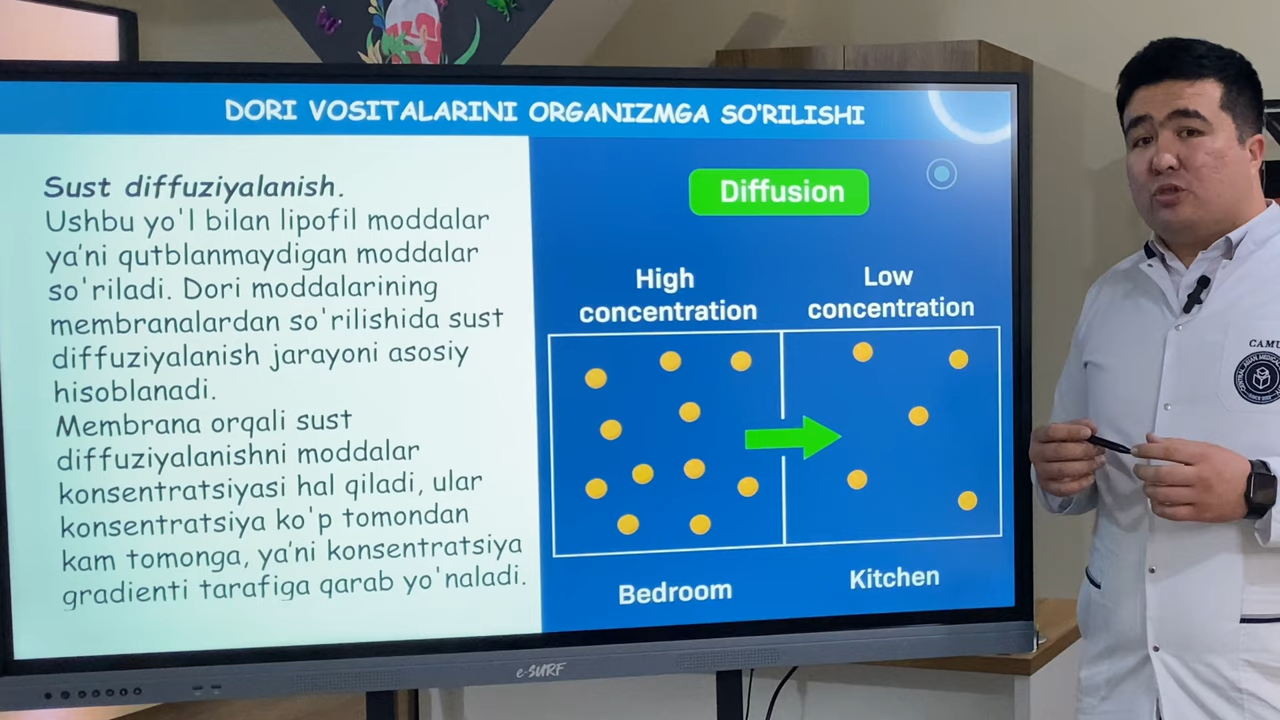 DORI VOSITALARINI ORGANIZMGA SO'RILISHI
Sust diffuziyalanish.
Ushbu yo'l bilan lipofil moddalar
ya'ni qutblanmaydigan moddalar
so'riladi. Dori moddalarining
membranalardan so'rilishida sust
diffuziyalanish jarayoni asosiy
hisoblanadi.
Membrana orqali sust
diffuziyalanishni moddalar
konsentratsiyasi hal qiladi, ular
konsentratsiya ko'p tomondan
kam tomonga, ya'ni konsentratsiya
gradienti tarafiga qarab yo'naladi.
Diffusion
High
concentration
Low
concentration
Bedroom
Kitchen
e-SURF
CAMU